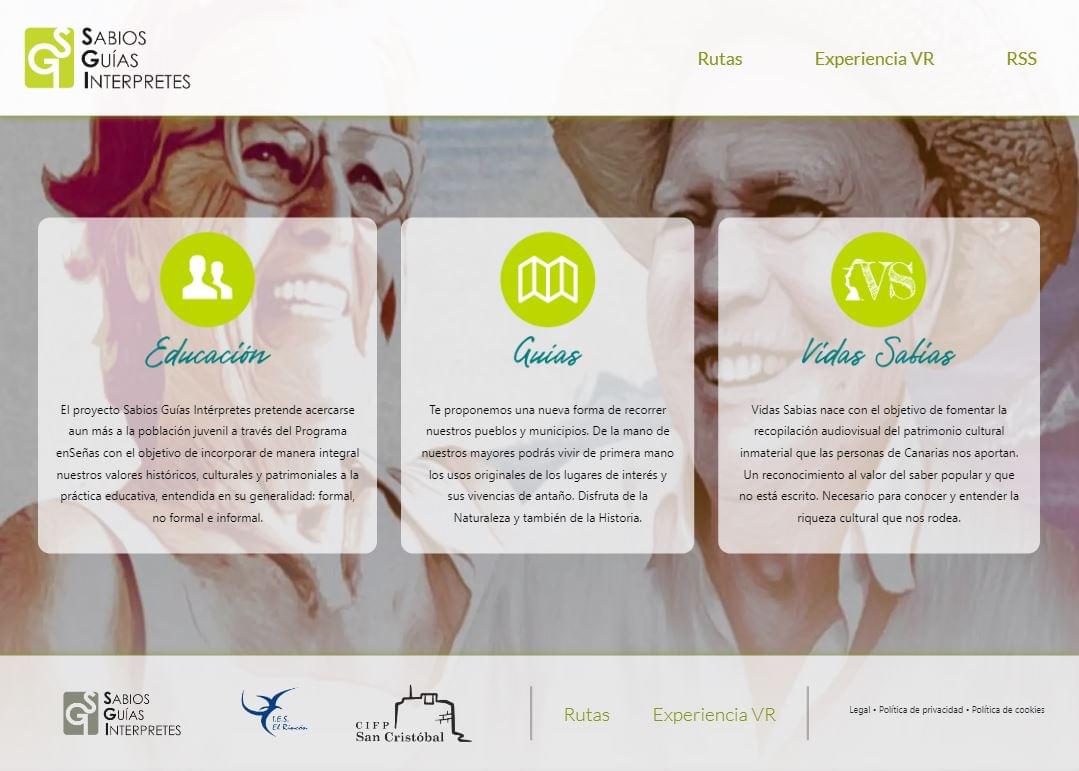 SABIOS
GUÍAS
INTERPRETES
Rutas
Experiencia VR
RSS
Educación
El proyecto Sabios Guías Intérpretes pretende acercarse
aun más a la población juvenil a través del Programa
enSeñas con el objetivo de incorporar de manera integral
nuestros valores históricos, culturales y patrimoniales a la
práctica educativa, entendida en su generalidad: formal,
no formal e informal.
Guías
Te proponemos una nueva forma de recorrer
nuestros pueblos y municipios. De la mano de
nuestros mayores podrás vivir de primera mano
los usos originales de los lugares de interés y
sus vivencias de antaño. Disfruta de la
Naturaleza y también de la Historia.
VS
Vidas Sabias
Vidas Sabias nace con el objetivo de fomentar la
recopilación audiovisual del patrimonio cultural
inmaterial que las personas de Canarias nos aportan.
Un reconocimiento al valor del saber popular y que
no está escrito. Necesario para conocer y entender la
riqueza cultural que nos rodea.
SABIOS
GUÍAS
INTERPRETES
I.E.S.
El Rincón
CIFP
San Cristóbal
Rutas
Experiencia VR
Legal • Política de privacidad • Política de cookies